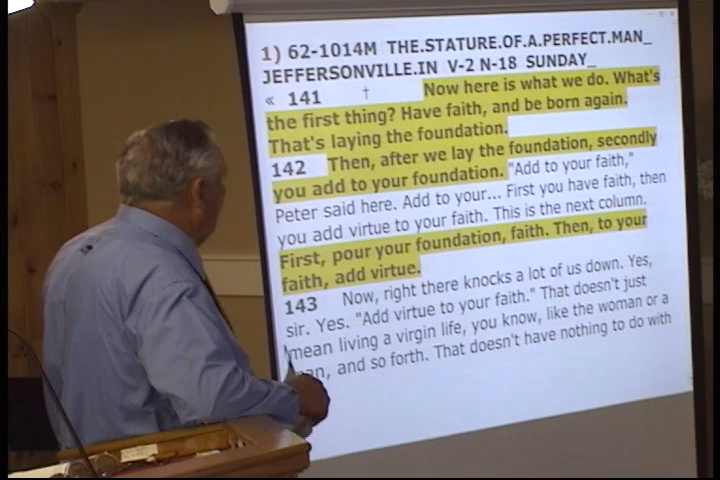 1) 62-1014M THE.STATURE.OF.A.PERFECT.MAN_
JEFFERSONVILLE.IN V-2 N-18 SUNDAY_
« 141 † Now here is what we do. What's
the first thing? Have faith, and be born again.
That's laying the foundation.
142 Then, after we lay the foundation, secondly
you add to your foundation. "Add to your faith,"
Peter said here. Add to your... First you have faith, then
you add virtue to your faith. This is the next column.
First, pour your foundation, faith. Then, to your
faith, add virtue.
143 Now, right there knocks a lot of us down. Yes,
sir. Yes. "Add virtue to your faith." That doesn't just
mean living a virgin life, you know, like the woman or a
and so forth. That doesn't have nothing to do with